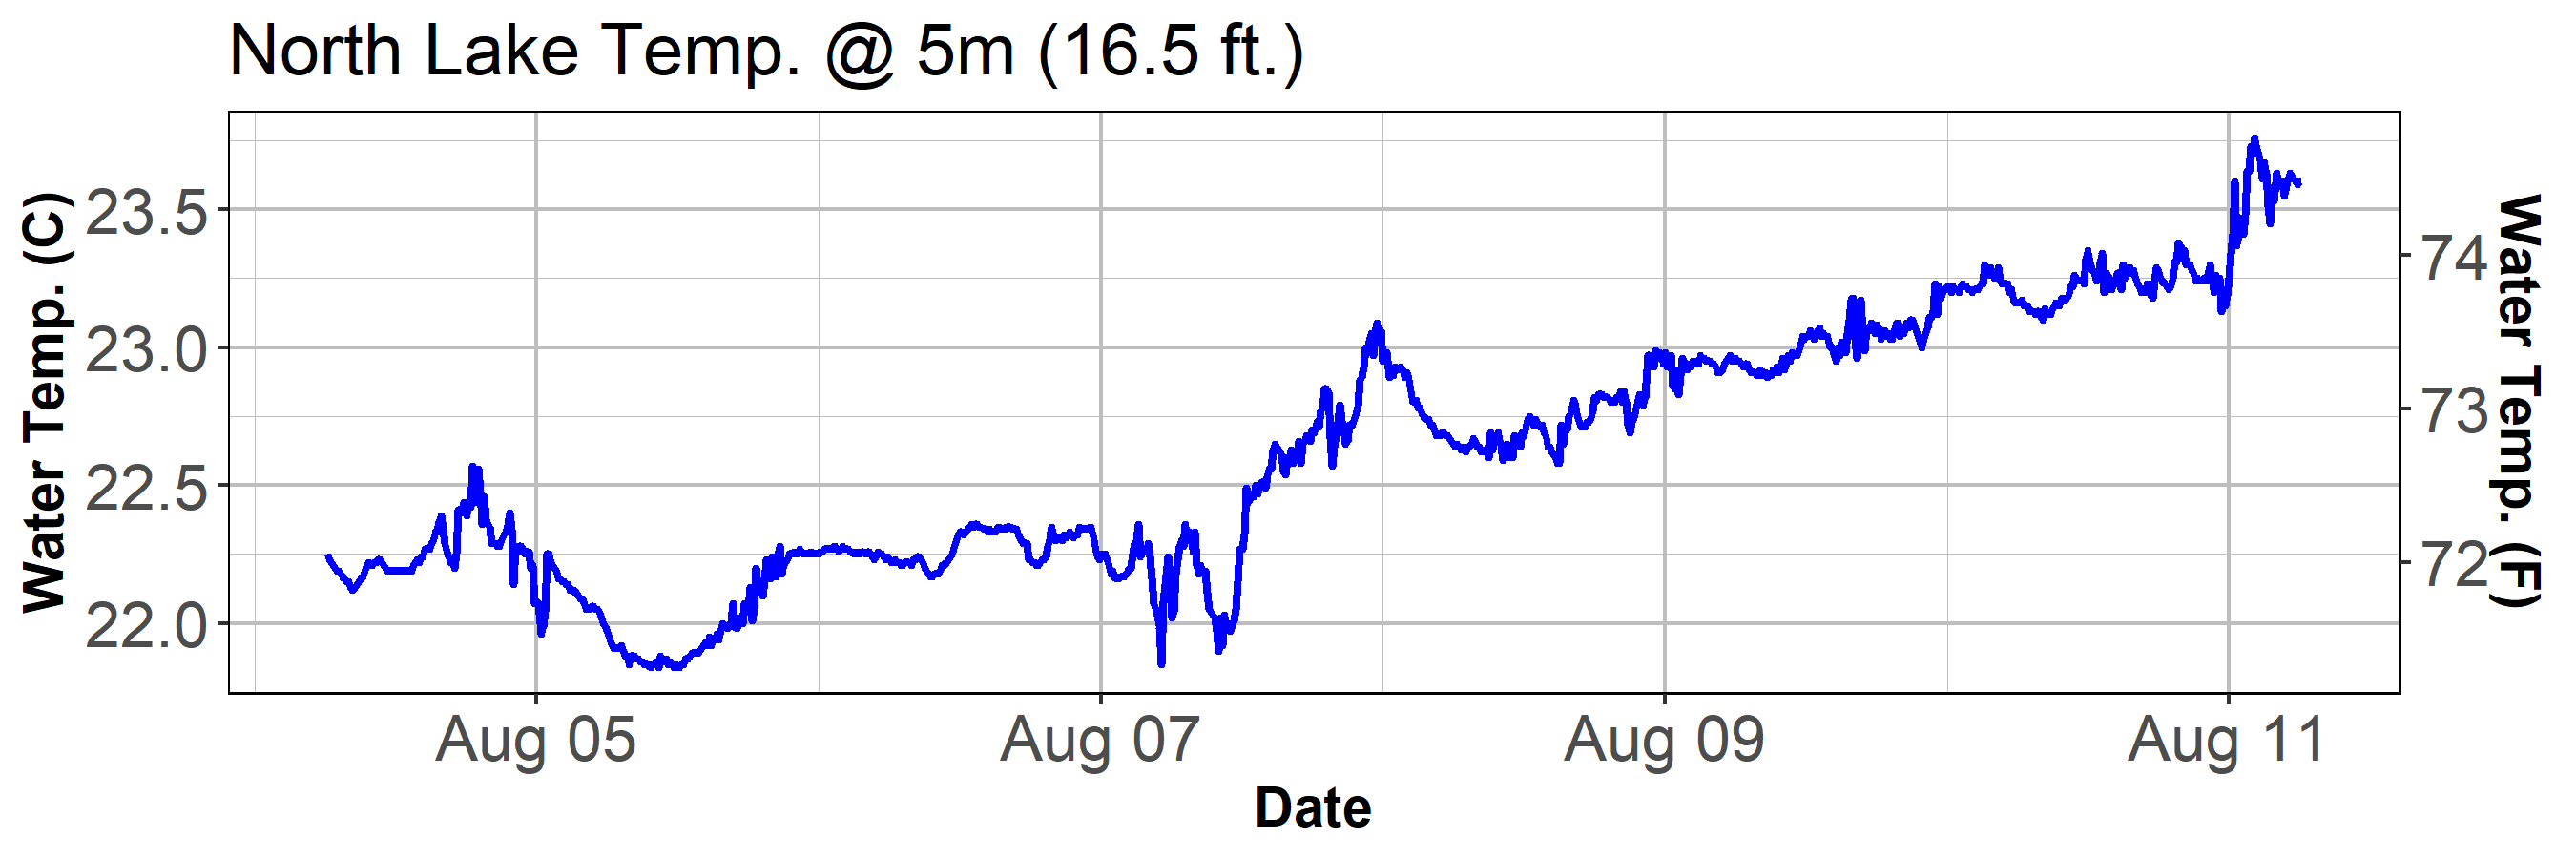 North Lake Temp. @ 5m (16.5 ft.)
Water Temp. (C)
23.5
23.0
22.5
22.0
74
73
72
Water Temp. (F)
Aug 05 Aug 07 Aug 09 Aug 11
Date